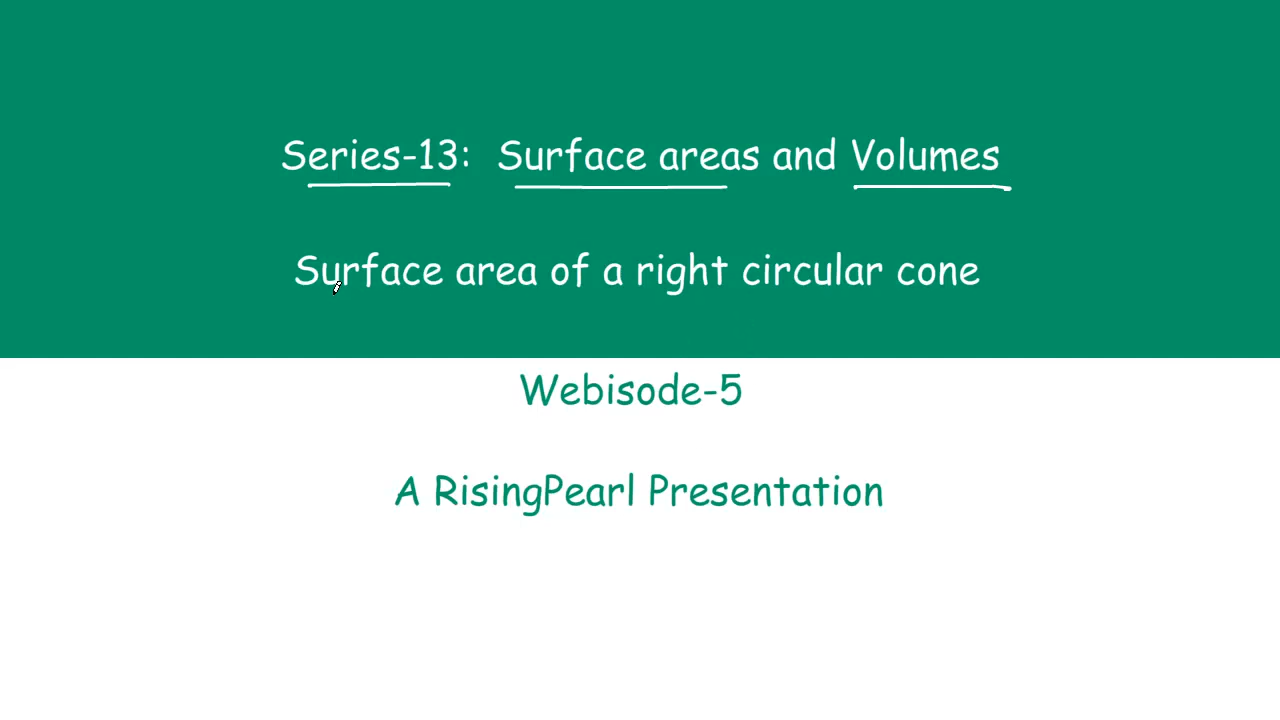 Series-13: Surface areas and Volumes
Surface area of a right circular cone
Webisode-5
A RisingPearl Presentation